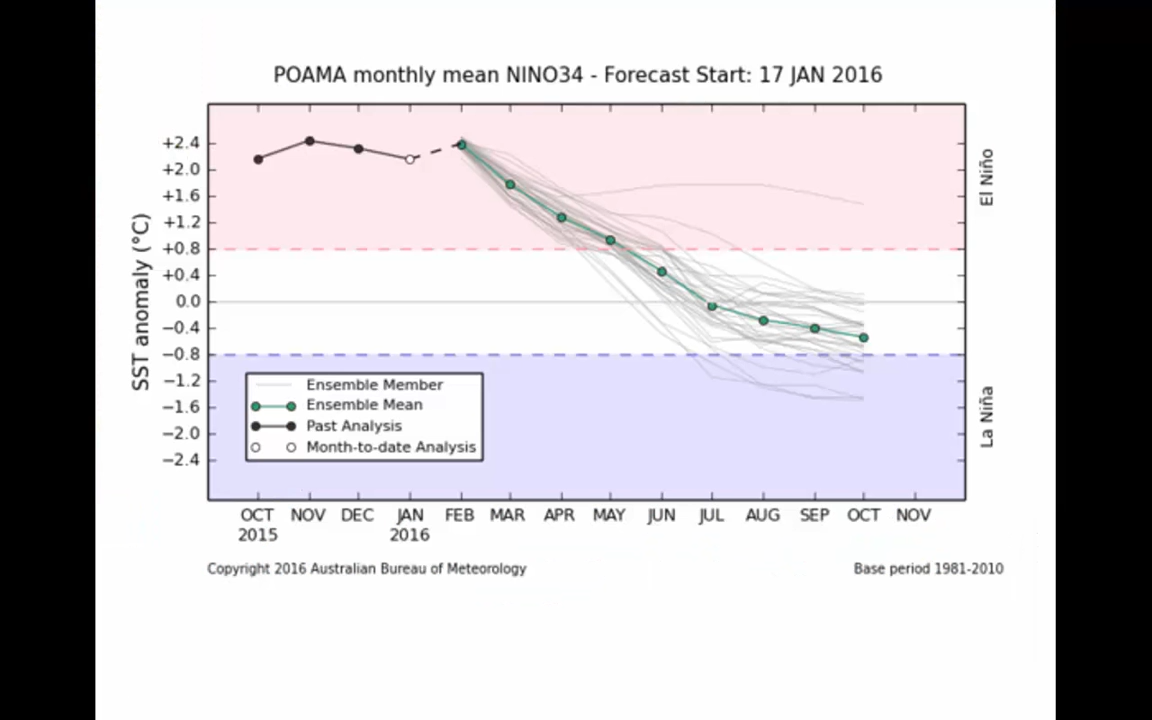 POAMA monthly mean NINO34 - Forecast Start: 17 JAN 2016
SST anomaly (°C)
+2.4
+2.0
+1.6
+1.2
+0.8
+0.4
0.0
−0.4
−0.8
−1.2
−1.6
−2.0
−2.4
El Niño
La Niña
Ensemble Member
Ensemble Mean
Past Analysis
Month-to-date Analysis
OCT NOV DEC JAN FEB MAR APR MAY JUN JUL AUG SEP OCT NOV
2015 2016
Copyright 2016 Australian Bureau of Meteorology
Base period 1981-2010